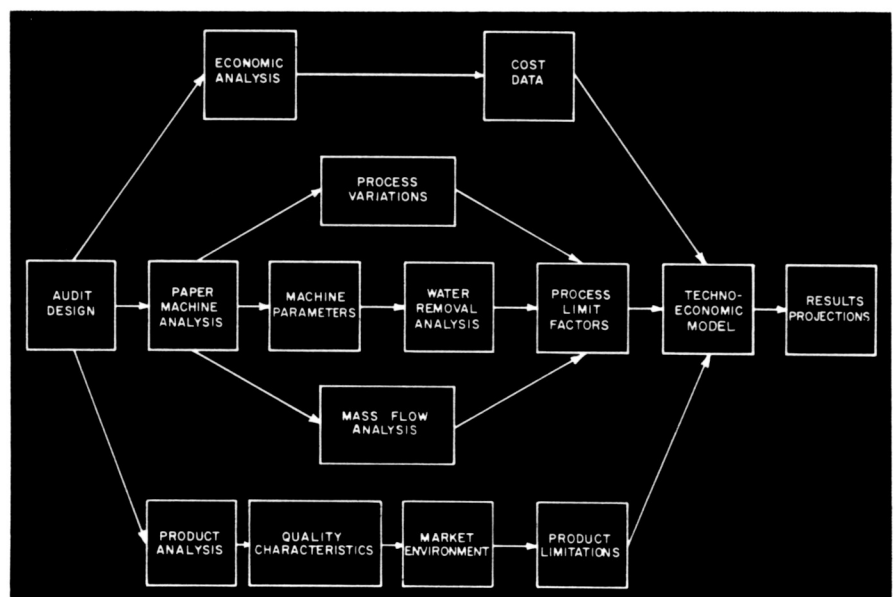 ECONOMIC
ANALYSIS
COST
DATA
PROCESS
VARIATIONS
AUDIT
DESIGN
PAPER
MACHINE
ANALYSIS
MACHINE
PARAMETERS
WATER
REMOVAL
ANALYSIS
PROCESS
LIMIT
FACTORS
TECHNO-
ECONOMIC
MODEL
RESULTS
PROJECTIONS
MASS FLOW
ANALYSIS
PRODUCT
ANALYSIS
QUALITY
CHARACTERISTICS
MARKET
ENVIRONMENT
PRODUCT
LIMITATIONS